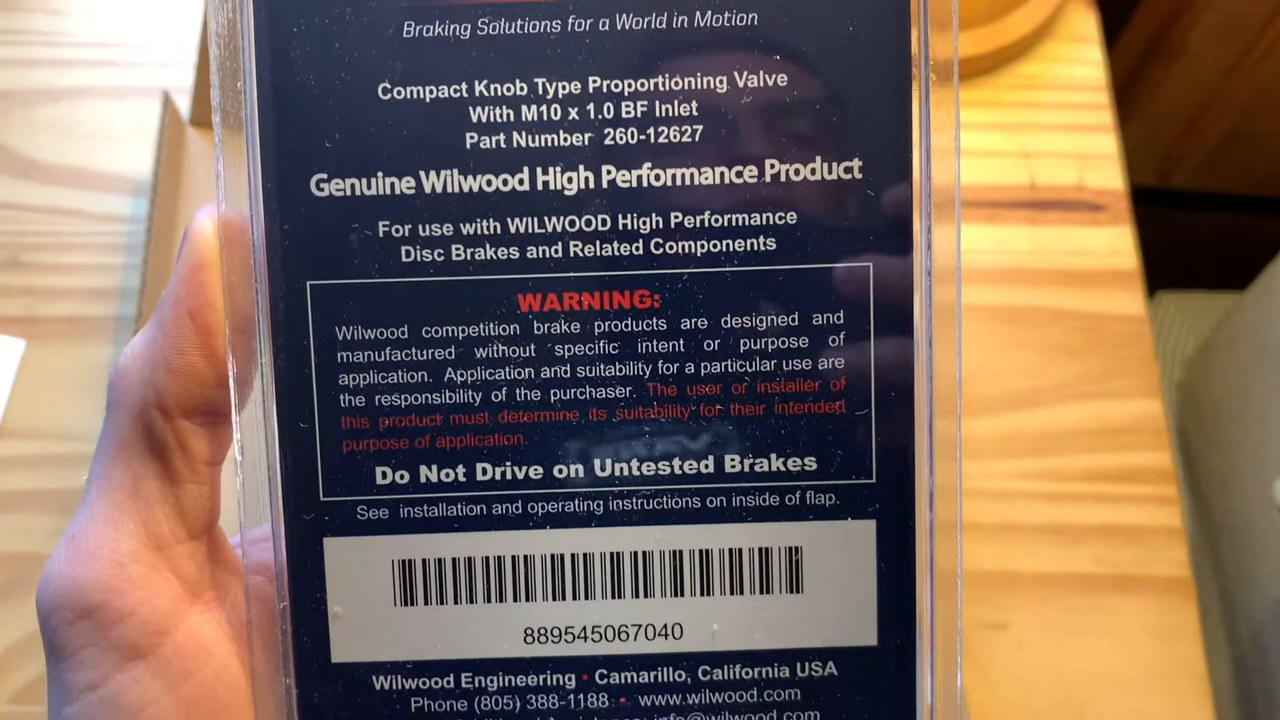 Braking Solutions for a World in Motion
Compact Knob Type Proportioning Valve
With M10 x 1.0 BF Inlet
Part Number 260-12627
Genuine Wilwood High Performance Product
For use with WILWOOD High Performance
Disc Brakes and Related Components
WARNING:
Wilwood competition brake products are designed and
manufactured without specific intent or purpose of
application. Application and suitability for a particular use are
the responsibility of the purchaser. The user or installer of
this product must determine its suitability for their intended
purpose of application.
Do Not Drive on Untested Brakes
See installation and operating instructions on inside of flap.
889545067040
Wilwood Engineering • Camarillo, California USA
Phone (805) 388-1188 • www.wilwood.com
info@wilwood.com